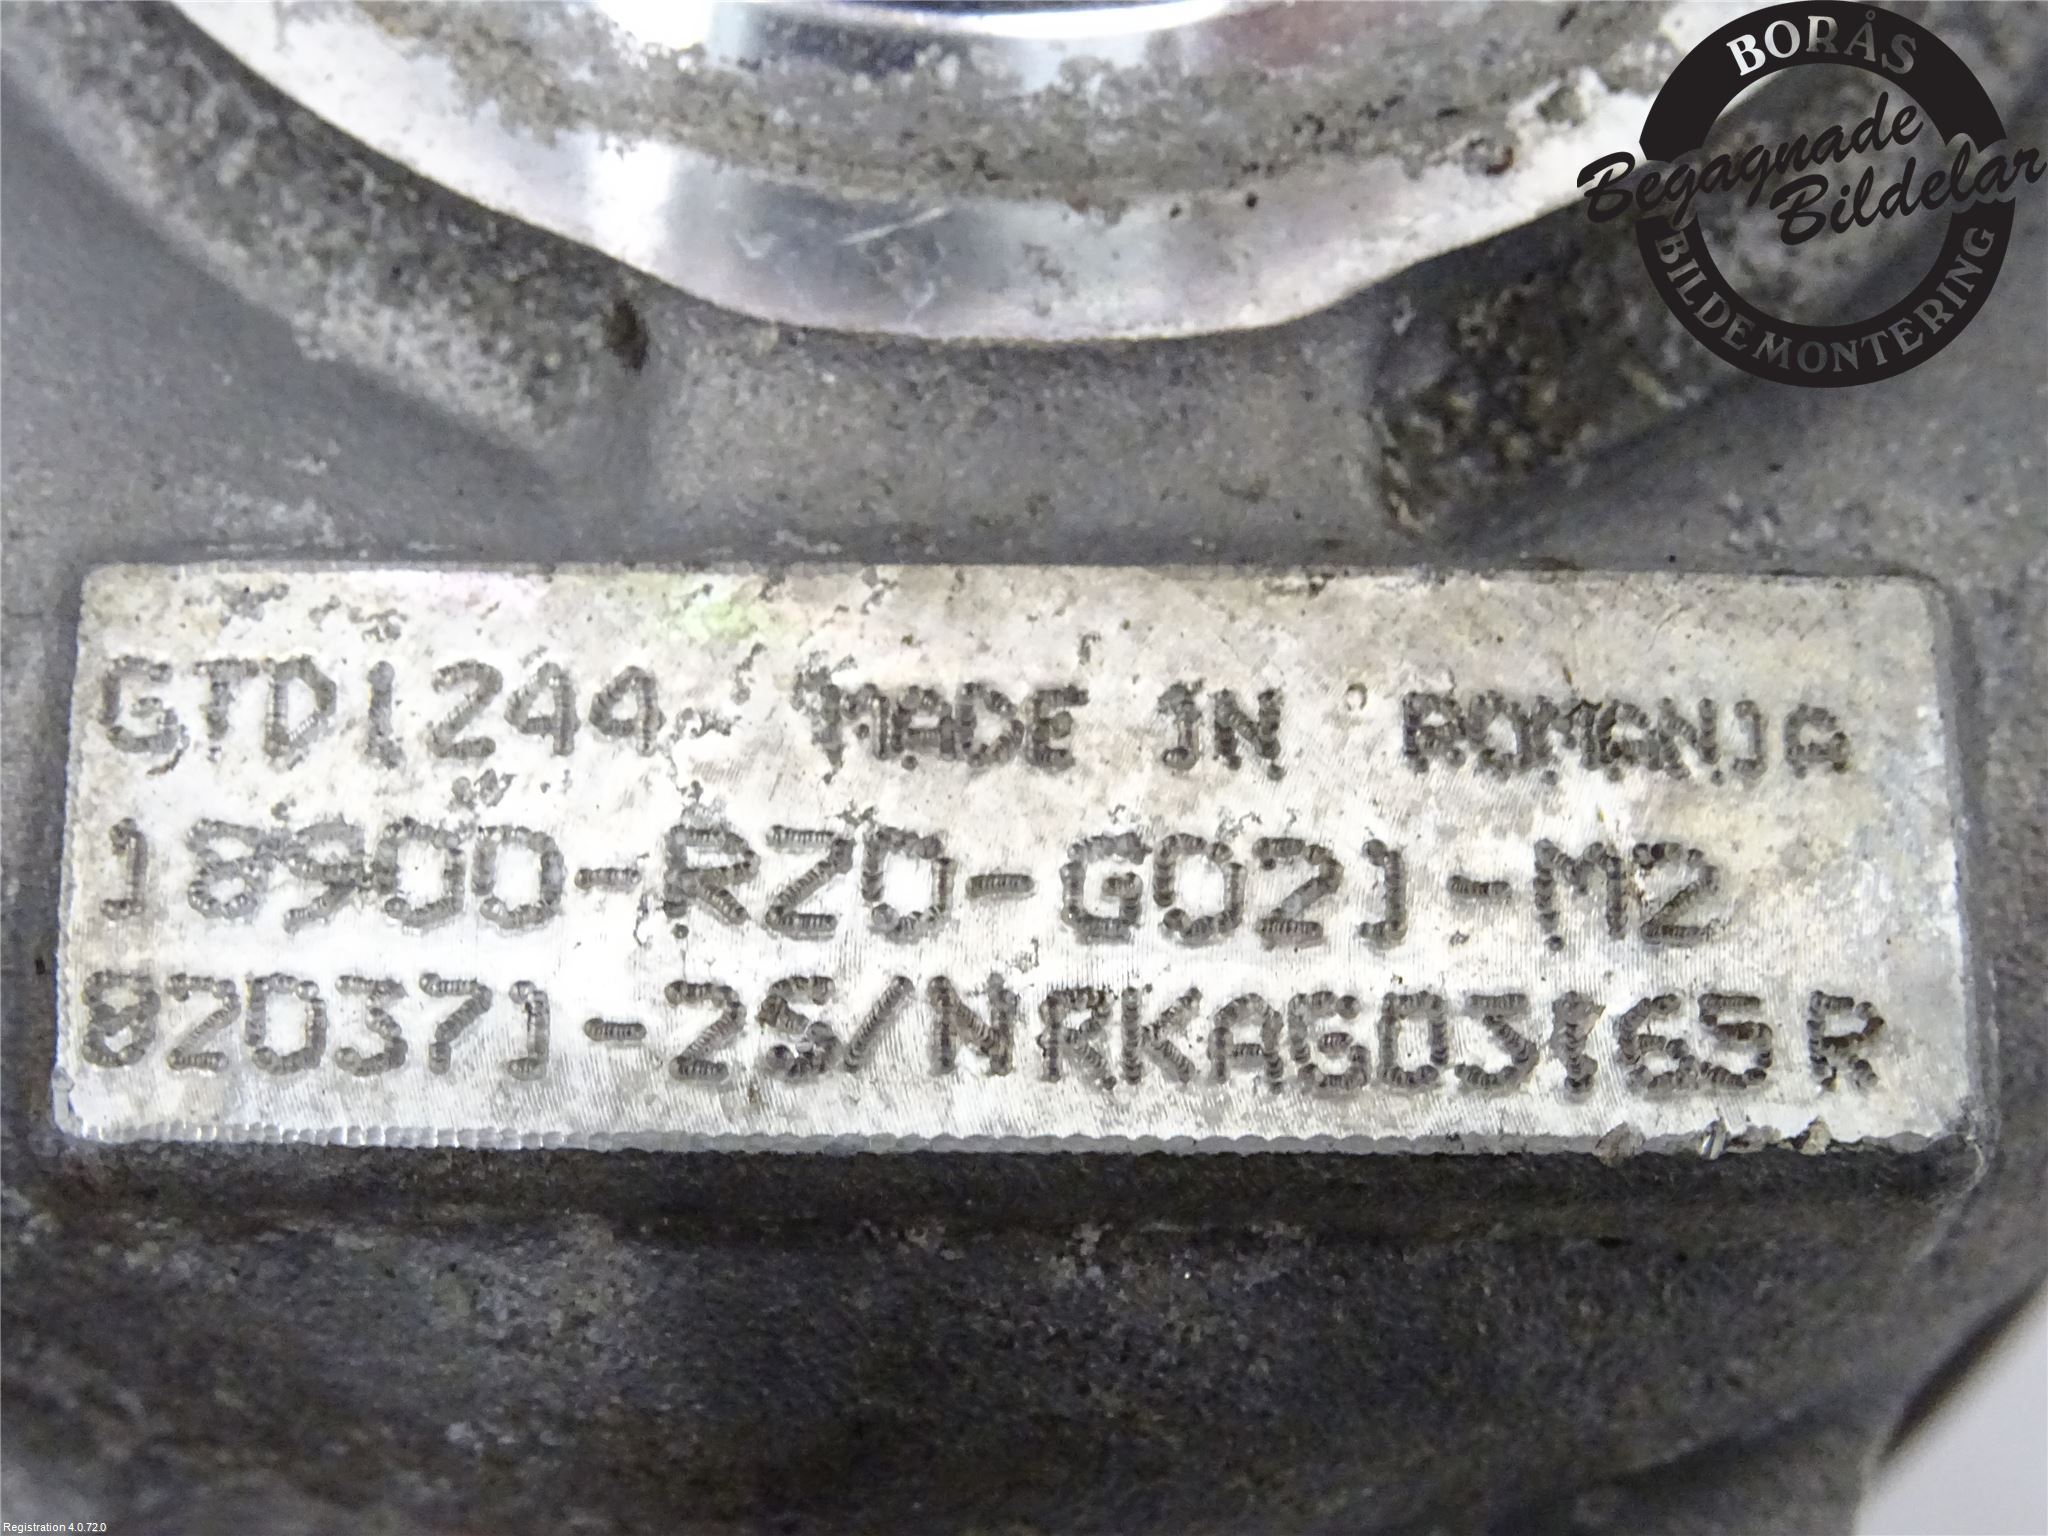 BORÅS
Begagnade
Bildelar
BILDEMONTERING
GTD1244 MADE IN ROMANIA
18900-RZ0-G021-M2
820371-2S/NRKA603165R
Registration 4.0.72.0